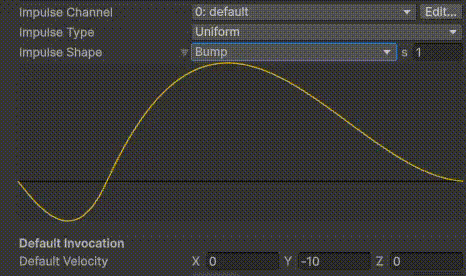 Impulse Channel 0: default Edit...
Impulse Type Uniform
Impulse Shape Bump s 1
Default Invocation
Default Velocity X 0 Y -10 Z 0